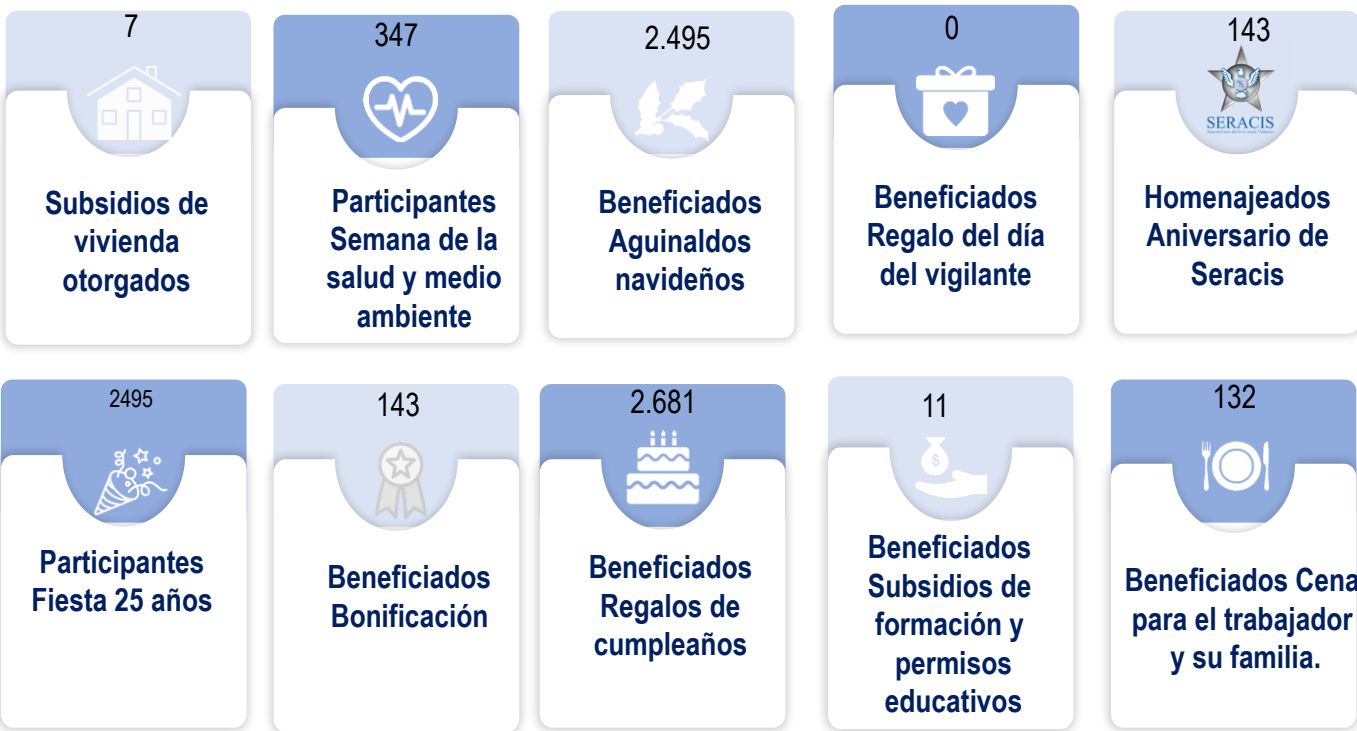 7
Subsidios de
vivienda
otorgados
347
Participantes
Semana de la
salud y medio
ambiente
2.495
Beneficiados
Aguinaldos
navideños
0
Beneficiados
Regalo del día
del vigilante
143
SERACIS
Homenajeados
Aniversario de
Seracis
2495
Participantes
Fiesta 25 años
143
Beneficiados
Bonificación
2.681
Beneficiados
Regalos de
cumpleaños
11
$
Beneficiados
Subsidios de
formación y
permisos
educativos
132
Beneficiados Cena
para el trabajador
y su familia.